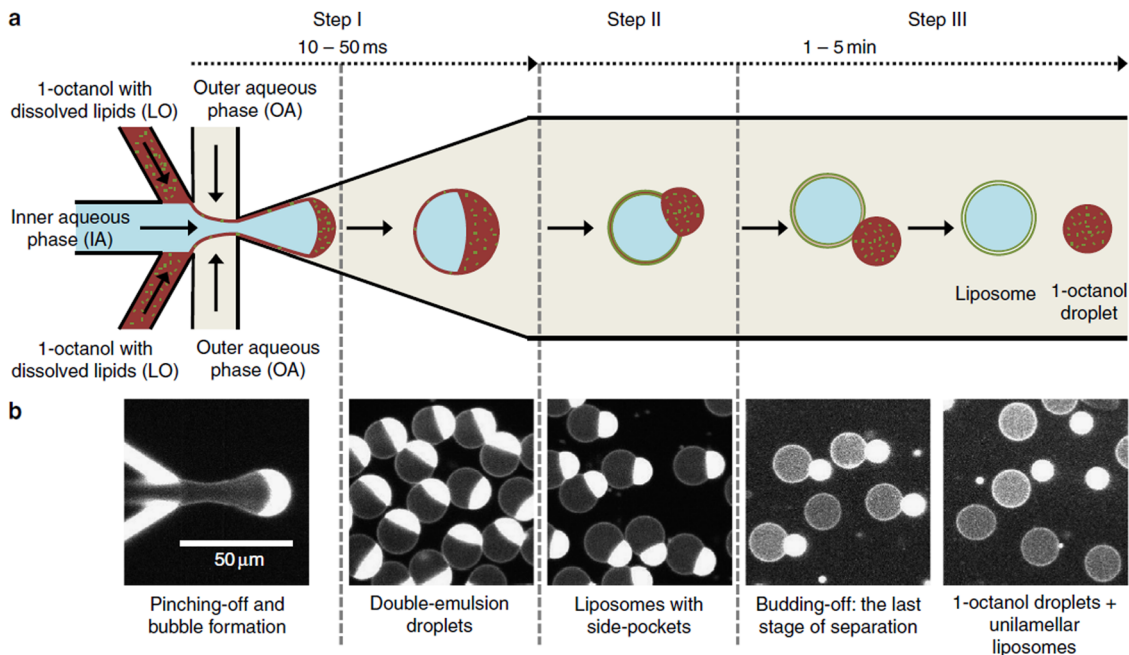 a
Step I
Step II
Step III
10 – 50 ms
1 – 5 min
1-octanol with
dissolved lipids (LO)
Outer aqueous
phase (OA)
Inner aqueous
phase (IA)
Liposome
1-octanol
droplet
1-octanol with
dissolved lipids (LO)
Outer aqueous
phase (OA)
b
50 μm
Pinching-off and
bubble formation
Double-emulsion
droplets
Liposomes with
side-pockets
Budding-off: the last
stage of separation
1-octanol droplets +
unilamellar
liposomes